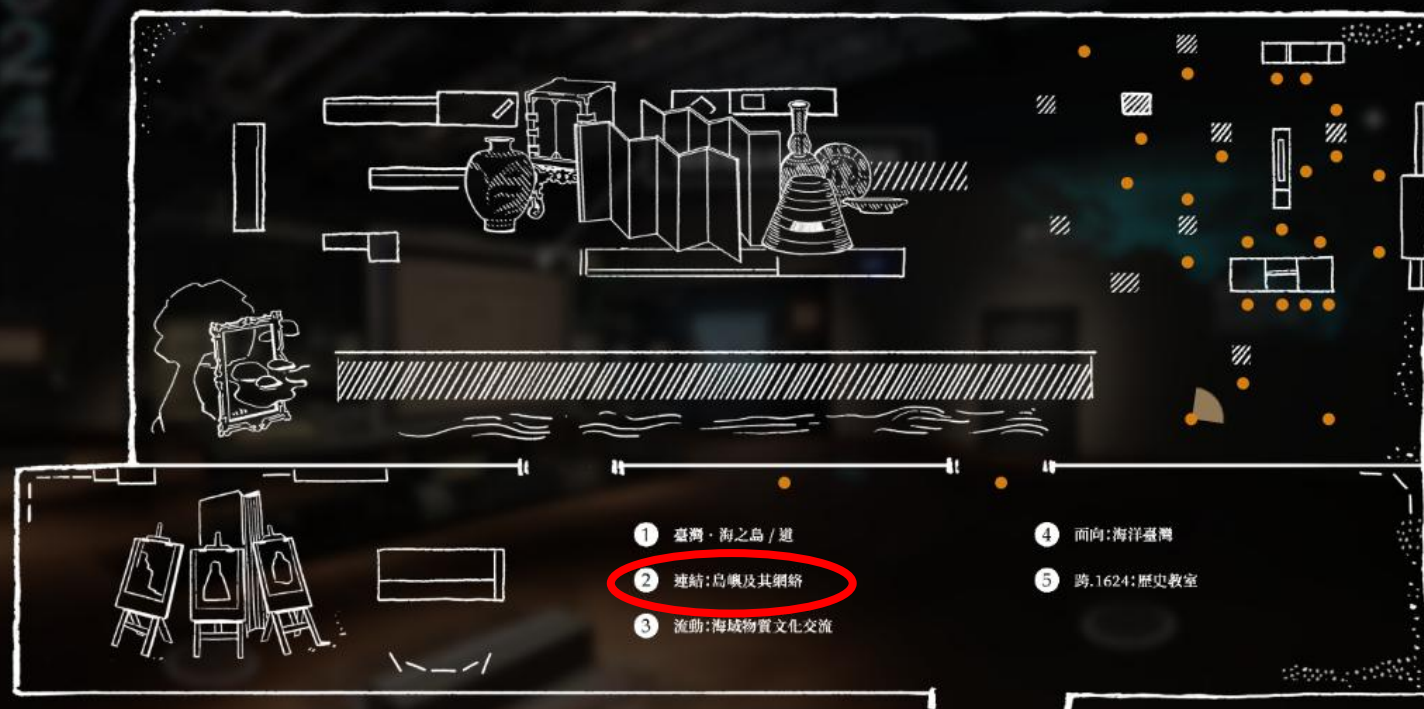 1 臺灣・海之島 / 道
2 連結:島嶼及其網絡
3 流動:海域物質文化交流
4 面向:海洋臺灣
5 跨.1624:歷史教室